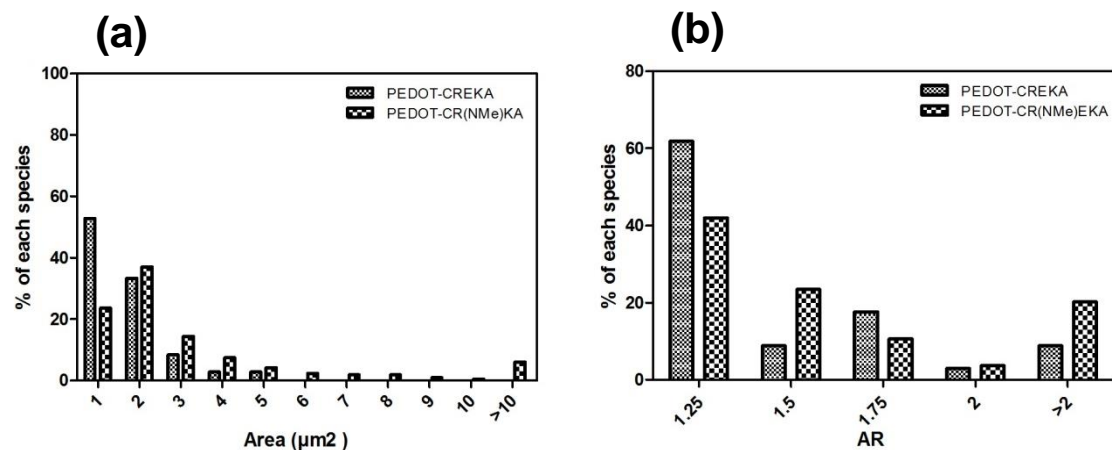 (a)
% of each species
100
80
60
40
20
0
PEDOT-CREKA
PEDOT-CR(NMe)KA
1 2 3 4 5 6 7 8 9 10 >10
Area (µm2 )
(b)
% of each species
80
60
40
20
0
PEDOT-CREKA
PEDOT-CR(NMe)EKA
1.25 1.5 1.75 2 >2
AR